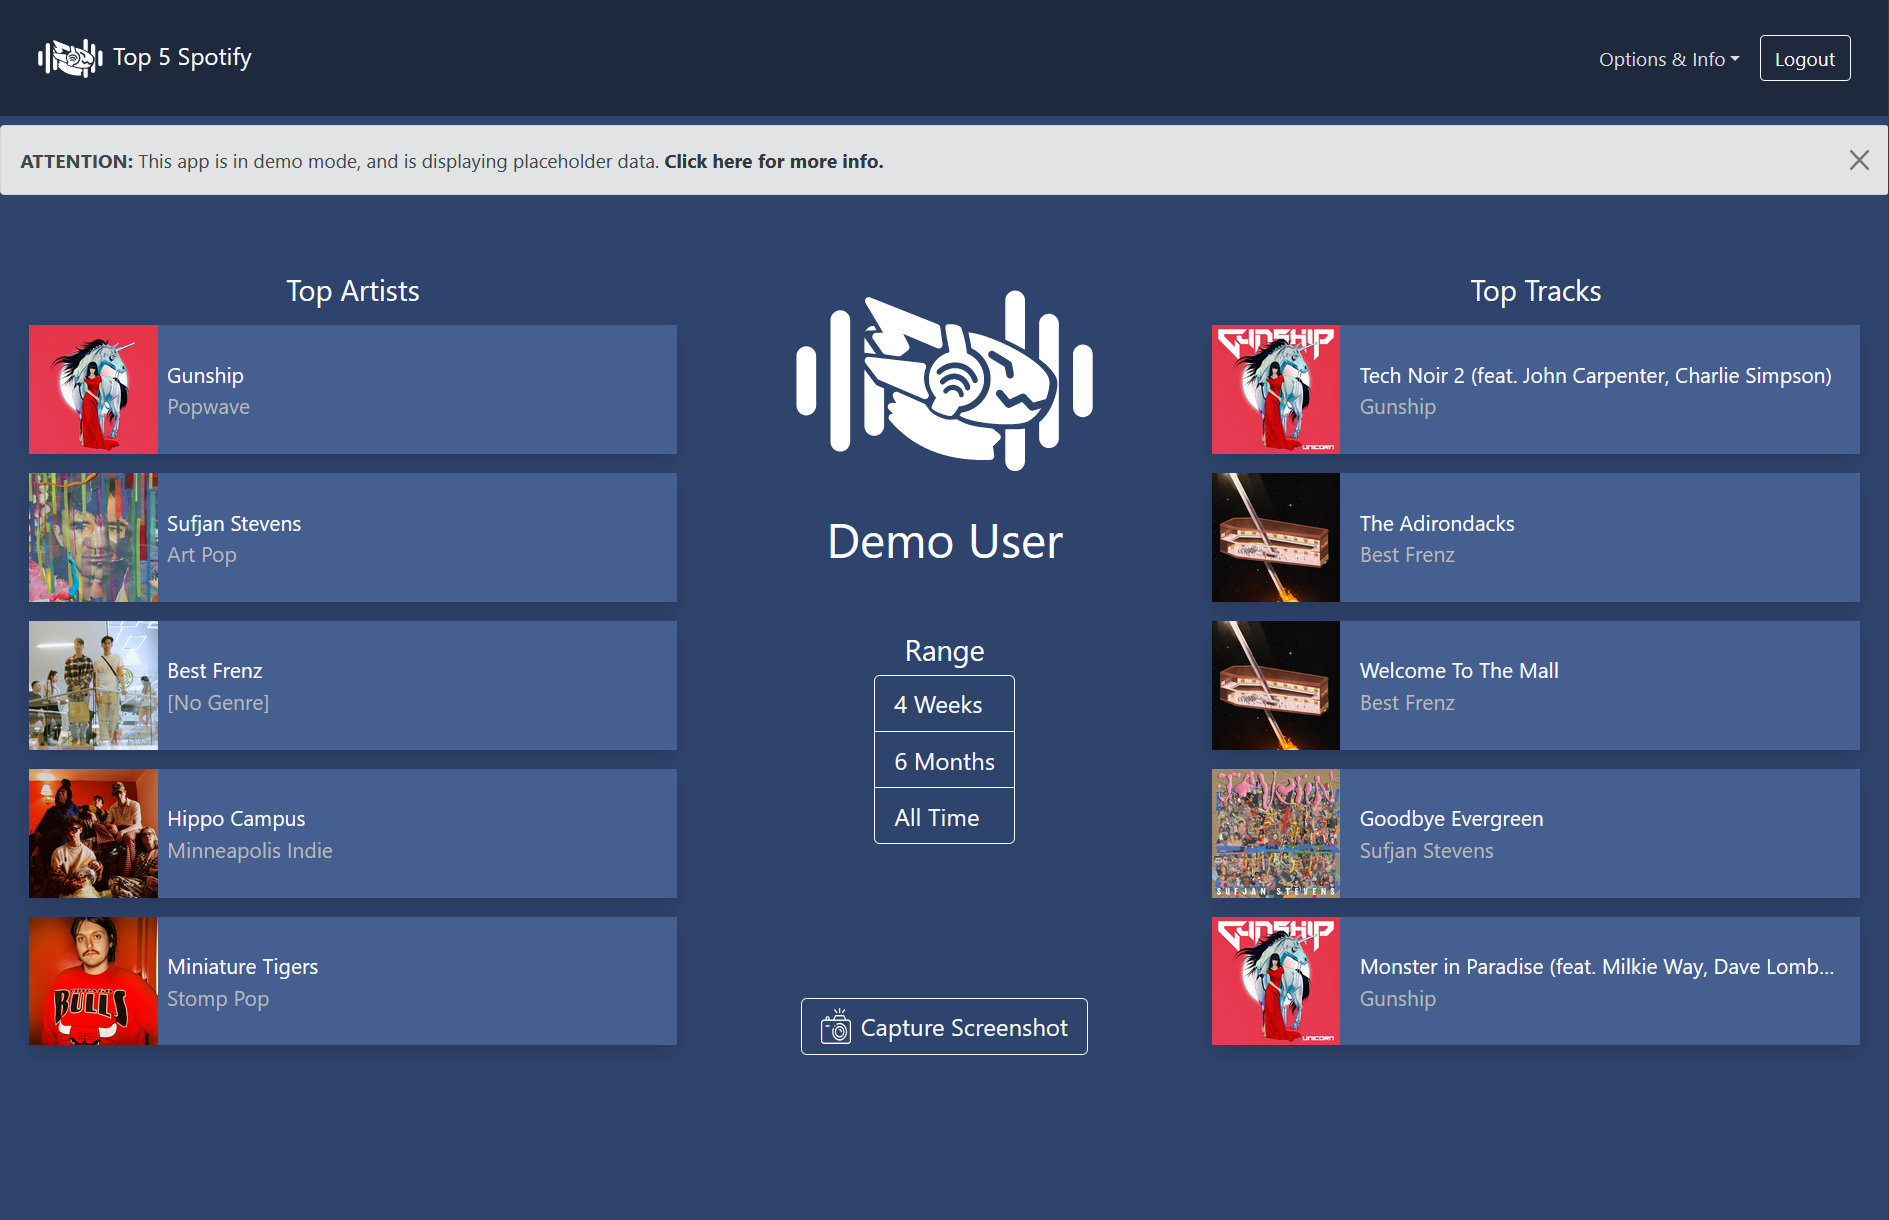 Top 5 Spotify
Options & Info
Logout
ATTENTION: This app is in demo mode, and is displaying placeholder data. Click here for more info.
Top Artists
Gunship
Popwave
Sufjan Stevens
Art Pop
Best Frenz
[No Genre]
Hippo Campus
Minneapolis Indie
BULLS
Miniature Tigers
Stomp Pop
Demo User
Range
4 Weeks
6 Months
All Time
Capture Screenshot
Top Tracks
GUNSHIP
UNICORN
Tech Noir 2 (feat. John Carpenter, Charlie Simpson)
Gunship
The Adirondacks
Best Frenz
Welcome To The Mall
Best Frenz
SUFJAN STEVENS
Goodbye Evergreen
Sufjan Stevens
GUNSHIP
UNICORN
Monster in Paradise (feat. Milkie Way, Dave Lomb...
Gunship